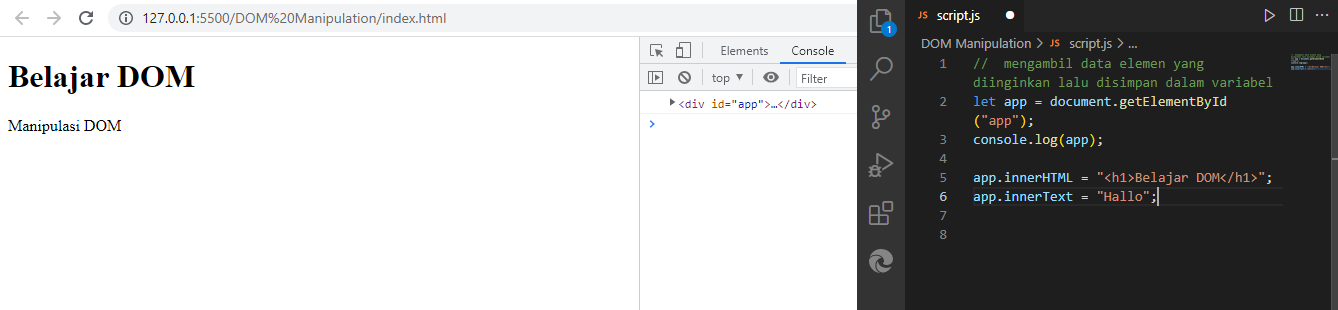 127.0.0.1:5500/DOM%20Manipulation/index.html
Belajar DOM
Manipulasi DOM
Elements Console
top Filter
<div id="app">…</div>
1
JS script.js
DOM Manipulation > JS script.js > ...
1 //  mengambil data elemen yang
diinginkan lalu disimpan dalam variabel
2 let app = document.getElementById
("app");
3 console.log(app);
4
5 app.innerHTML = "<h1>Belajar DOM</h1>";
6 app.innerText = "Hallo";
7
8